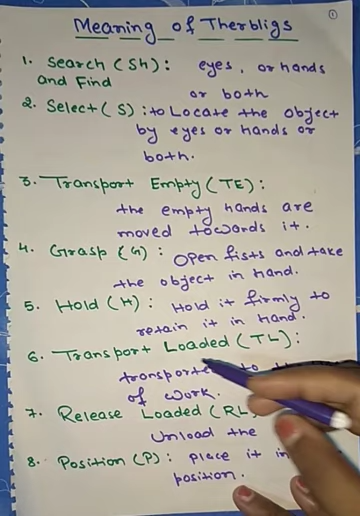 ①
Meaning of Therbligs
1. Search (Sh): eyes, or hands
and Find or both
2. Select (S): to Locate the object
by eyes or hands or
both.
3. Transport Empty (TE):
the empty hands are
moved towards it.
4. Grasp (G): Open fists and take
the object in hand.
5. Hold (H): Hold it firmly to
retain it in hand.
6. Transport Loaded (TL):
to
of work.
7. Release Loaded (RL)
Unload the
8. Position (P): place it in
position.